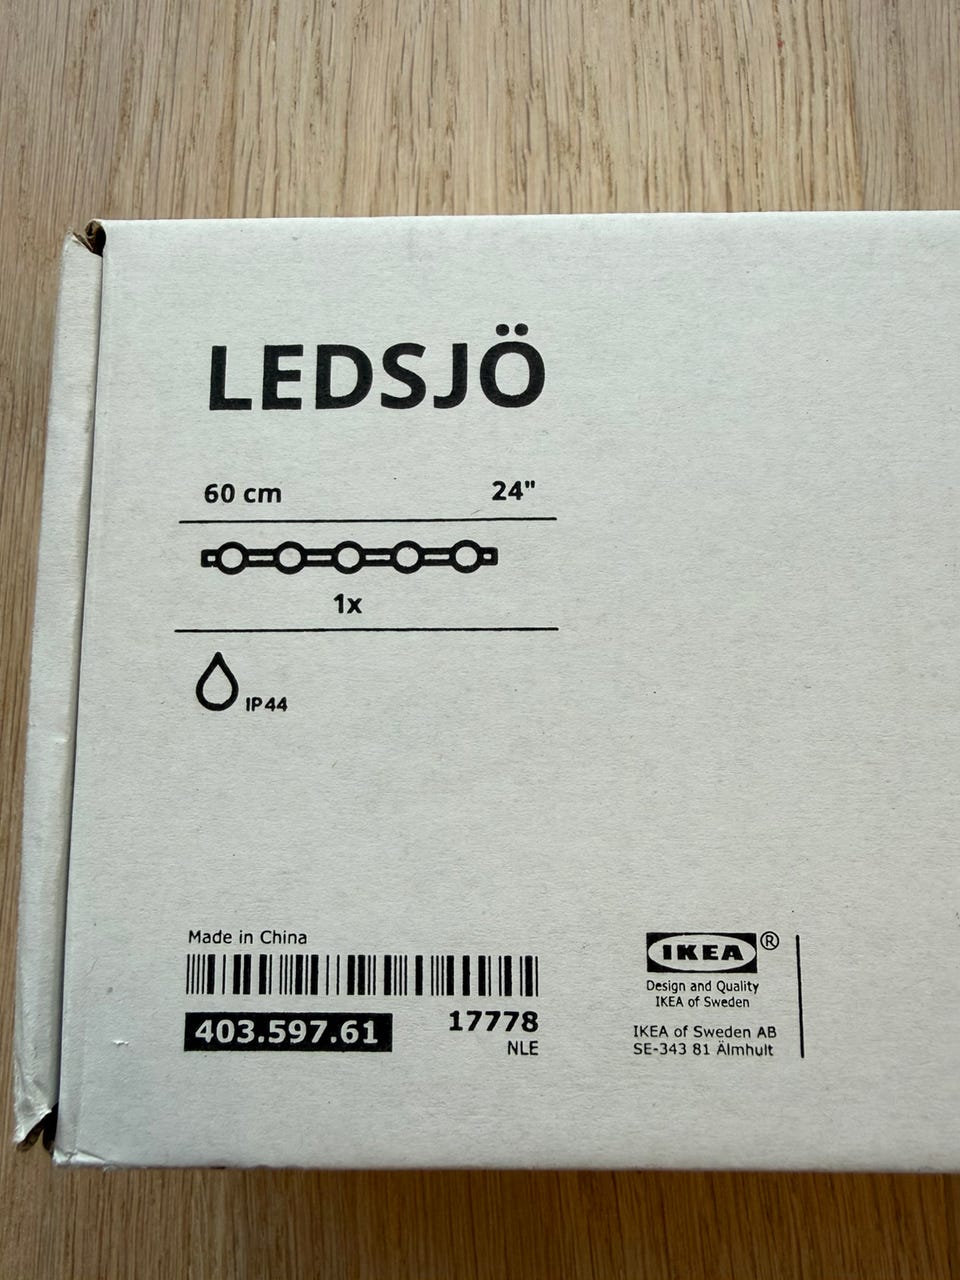 LEDSJÖ
60 cm 24"
1x
IP44
Made in China
403.597.61
17778
NLE
IKEA ®
Design and Quality
IKEA of Sweden
IKEA of Sweden AB
SE-343 81 Älmhult